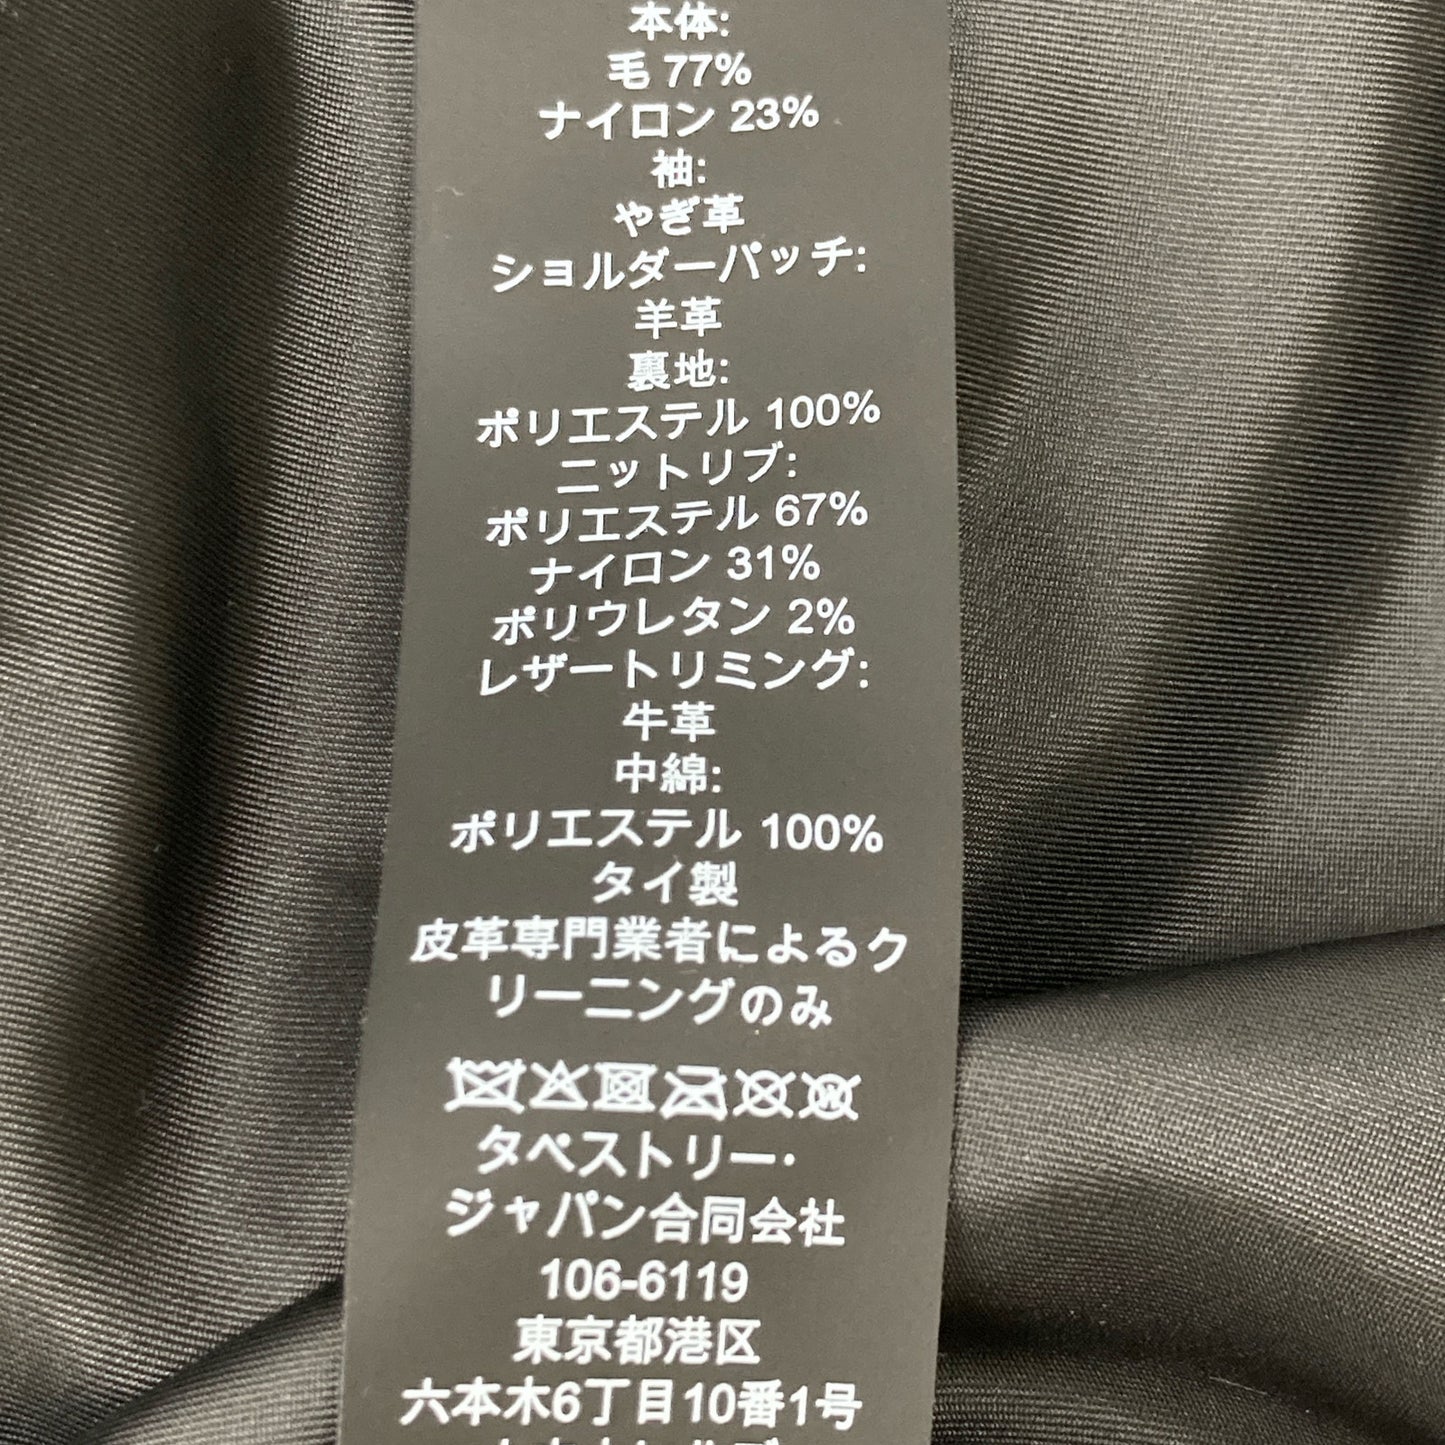 本体:
毛 77%
ナイロン 23%
袖:
やぎ革
ショルダーパッチ:
羊革
裏地:
ポリエステル 100%
ニットリブ:
ポリエステル 67%
ナイロン 31%
ポリウレタン 2%
レザートリミング:
牛革
中綿:
ポリエステル 100%
タイ製
皮革専門業者によるク
リーニングのみ
W
タペストリー·
ジャパン合同会社
106-6119
東京都港区
六本木6丁目10番1号